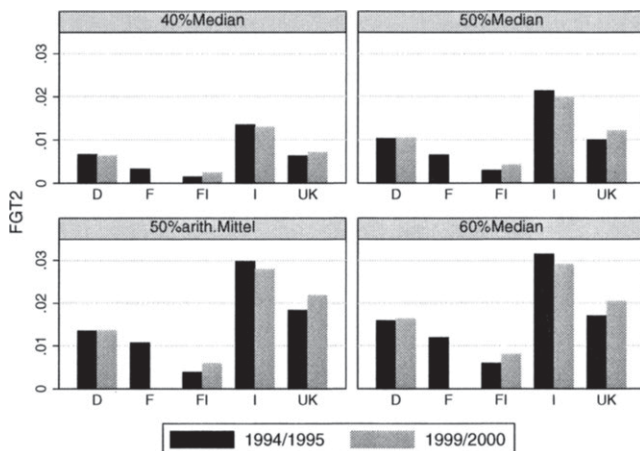 40%Median
50%Median
.03
.02
.01
0
D F FI I UK
D F FI I UK
FGT2
50%arith.Mittel
60%Median
.03
.02
.01
0
D F FI I UK
D F FI I UK
1994/1995 1999/2000